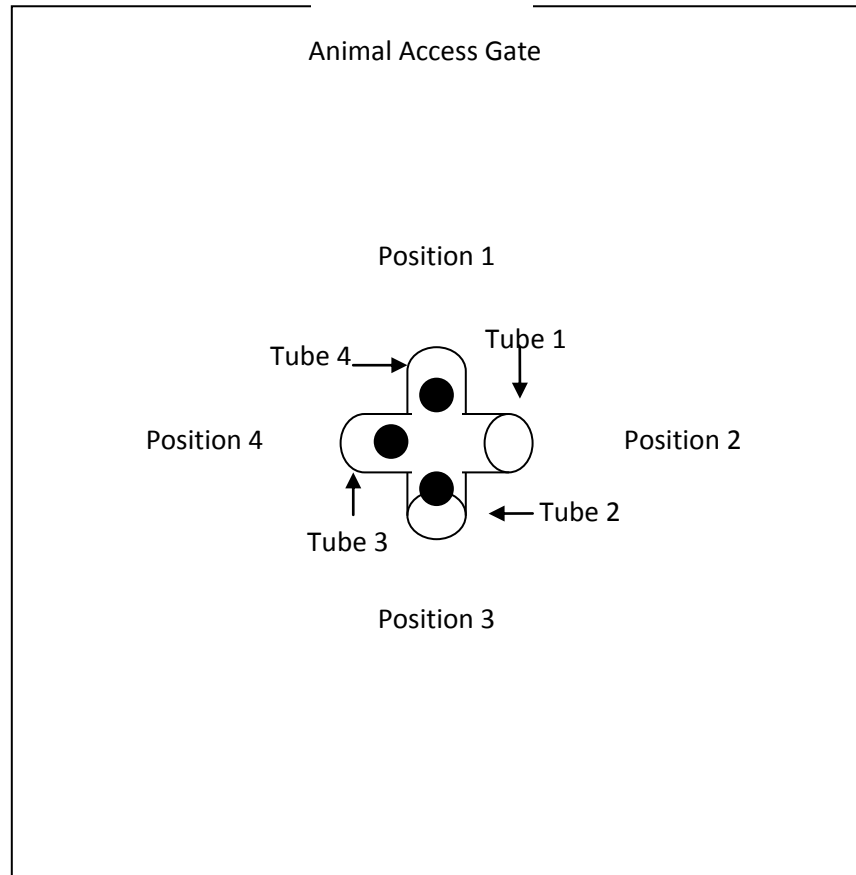 Animal Access Gate
Position 1
Tube 1
Tube 4
Position 4
Position 2
Tube 2
Tube 3
Position 3